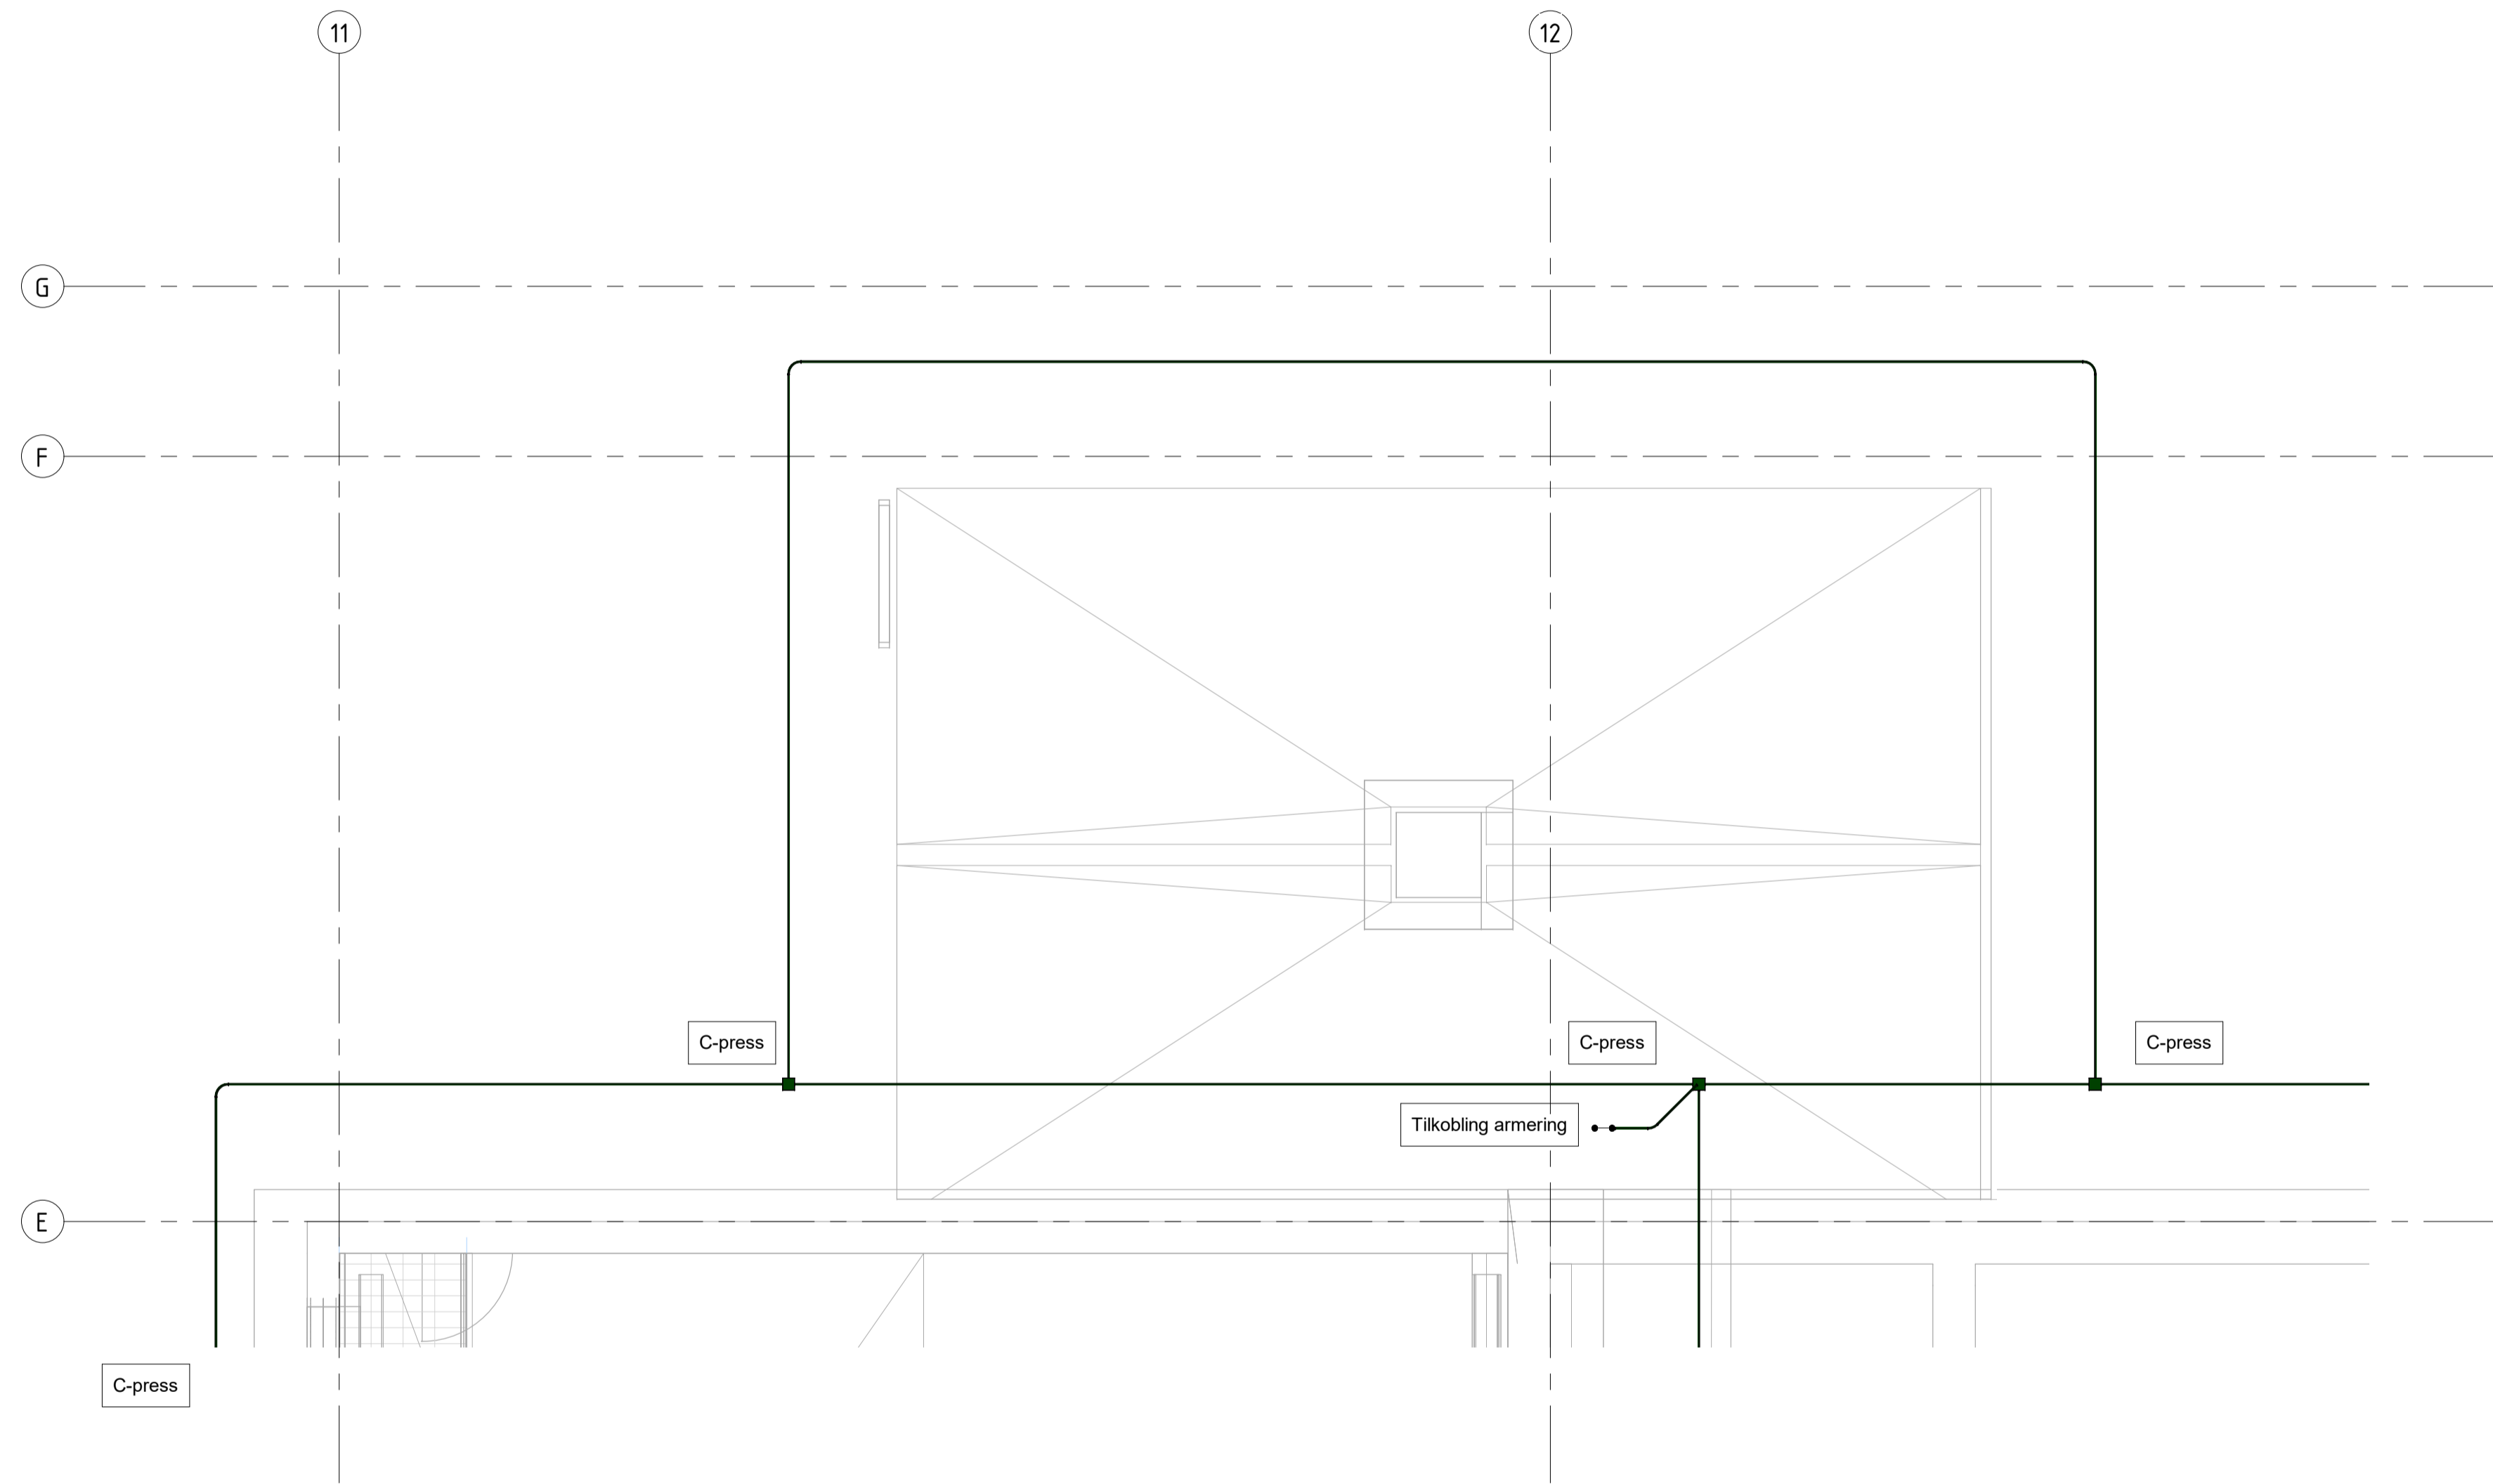 11
12
G
F
C-press
C-press
C-press
Tilkobling armering
E
C-press